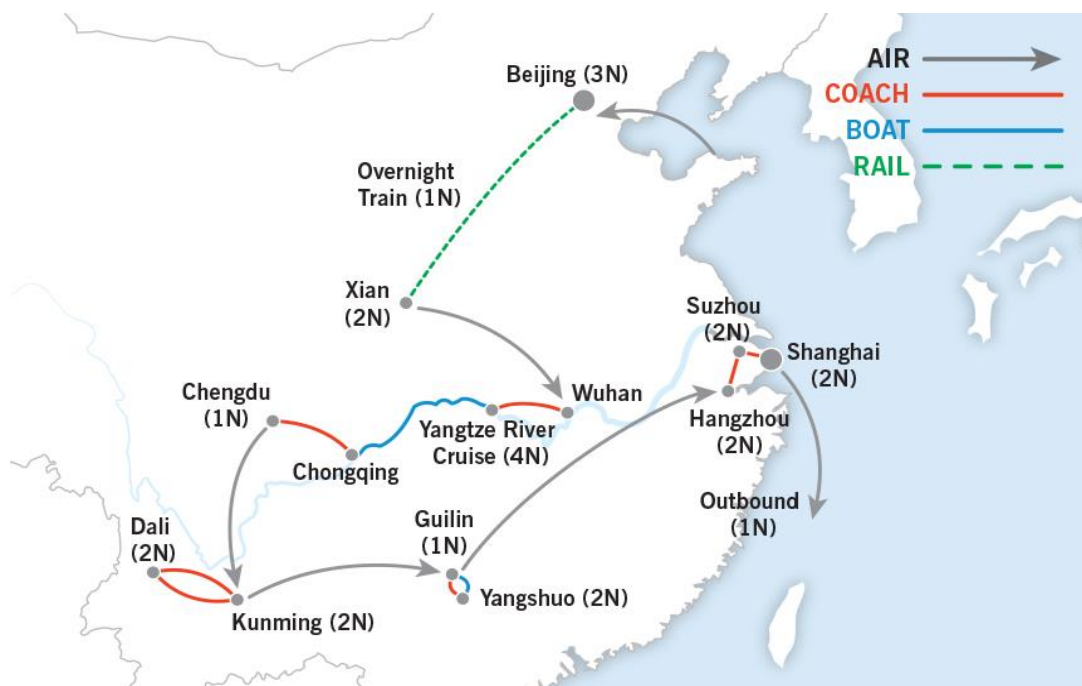 AIR
COACH
BOAT
RAIL
Beijing (3N)
Overnight
Train (1N)
Xian
(2N)
Suzhou
(2N)
Shanghai
(2N)
Chengdu
(1N)
Wuhan
Hangzhou
(2N)
Yangtze River
Cruise (4N)
Chongqing
Outbound
(1N)
Guilin
(1N)
Dali
(2N)
Yangshuo (2N)
Kunming (2N)